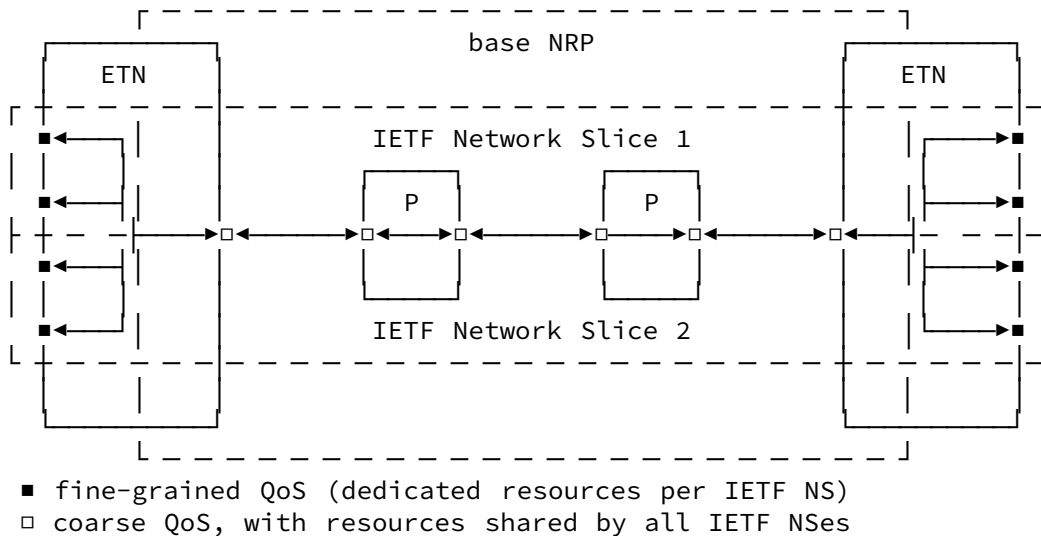 base NRP
ETN ETN
IETF Network Slice 1
P P
IETF Network Slice 2
■ fine-grained QoS (dedicated resources per IETF NS)
□ coarse QoS, with resources shared by all IETF NSes